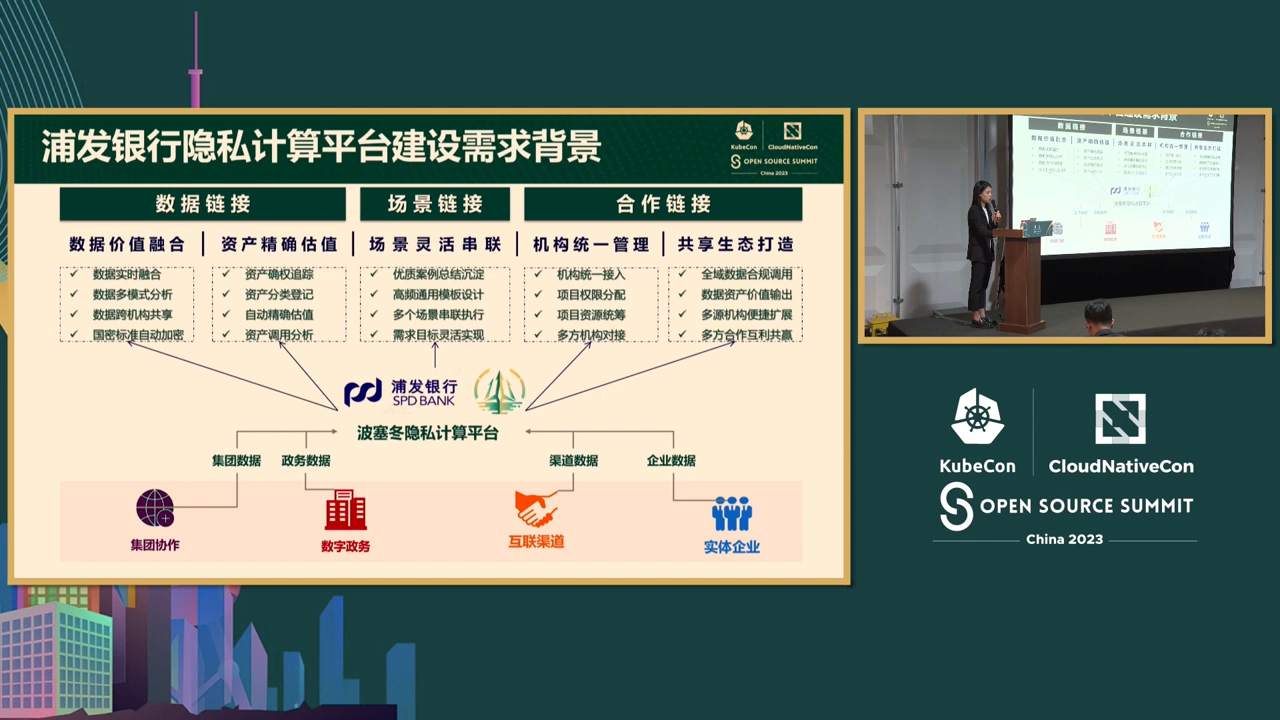 浦发银行隐私计算平台建设需求背景
KubeCon
CloudNativeCon
OPEN SOURCE SUMMIT
China 2023
数据链接
场景链接
合作链接
数据价值融合
资产精确估值
场景灵活串联
机构统一管理
共享生态打造
数据实时融合
数据多模式分析
数据跨机构共享
国密标准自动加密
资产确权追踪
资产分类登记
自动精确估值
资产调用分析
优质案例总结沉淀
高频通用模板设计
多个场景串联执行
需求目标灵活实现
机构统一接入
项目权限分配
项目资源统筹
多方机构对接
全域数据合规调用
数据资产价值输出
多源机构便捷扩展
多方合作互利共赢
浦发银行
SPD BANK
波塞冬隐私计算平台
集团数据
政务数据
渠道数据
企业数据
集团协作
数字政务
互联渠道
实体企业
数据链接
场景链接
合作链接
KubeCon
CloudNativeCon
OPEN SOURCE SUMMIT
China 2023